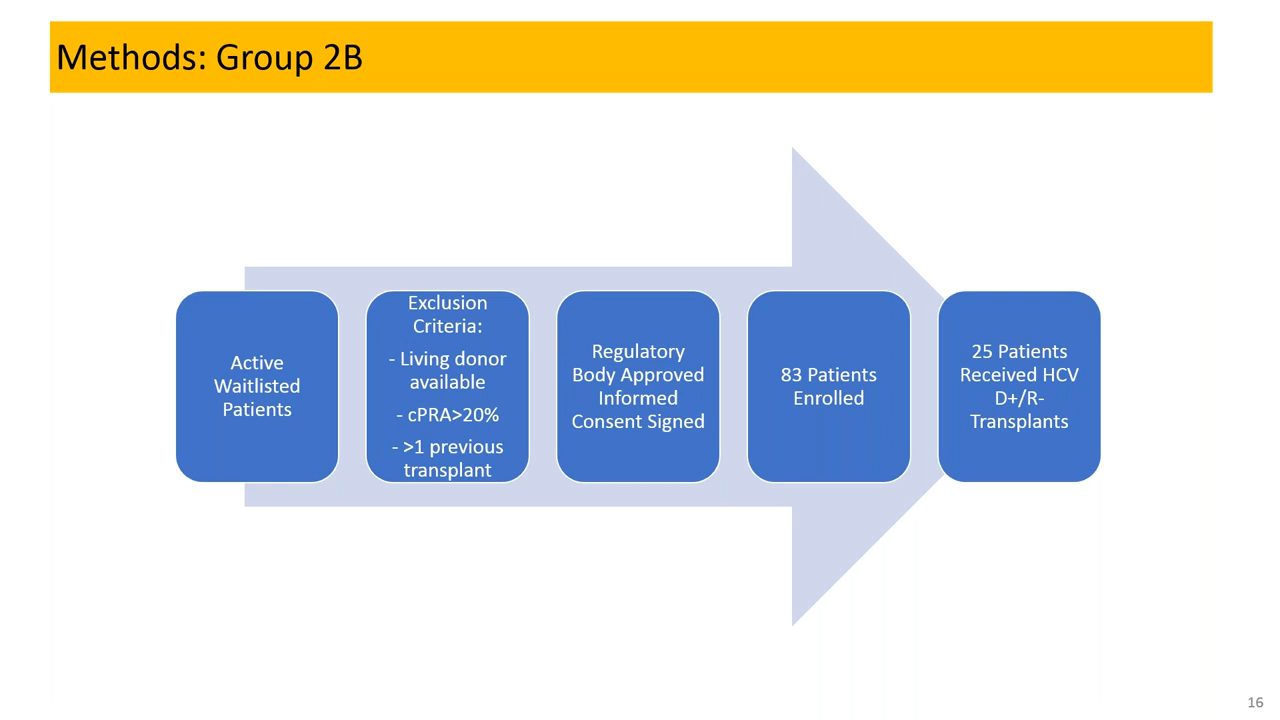 Methods: Group 2B
Active
Waitlisted
Patients
Exclusion
Criteria:
- Living donor
available
- cPRA>20%
- >1 previous
transplant
Regulatory
Body Approved
Informed
Consent Signed
83 Patients
Enrolled
25 Patients
Received HCV
D+/R-
Transplants
16